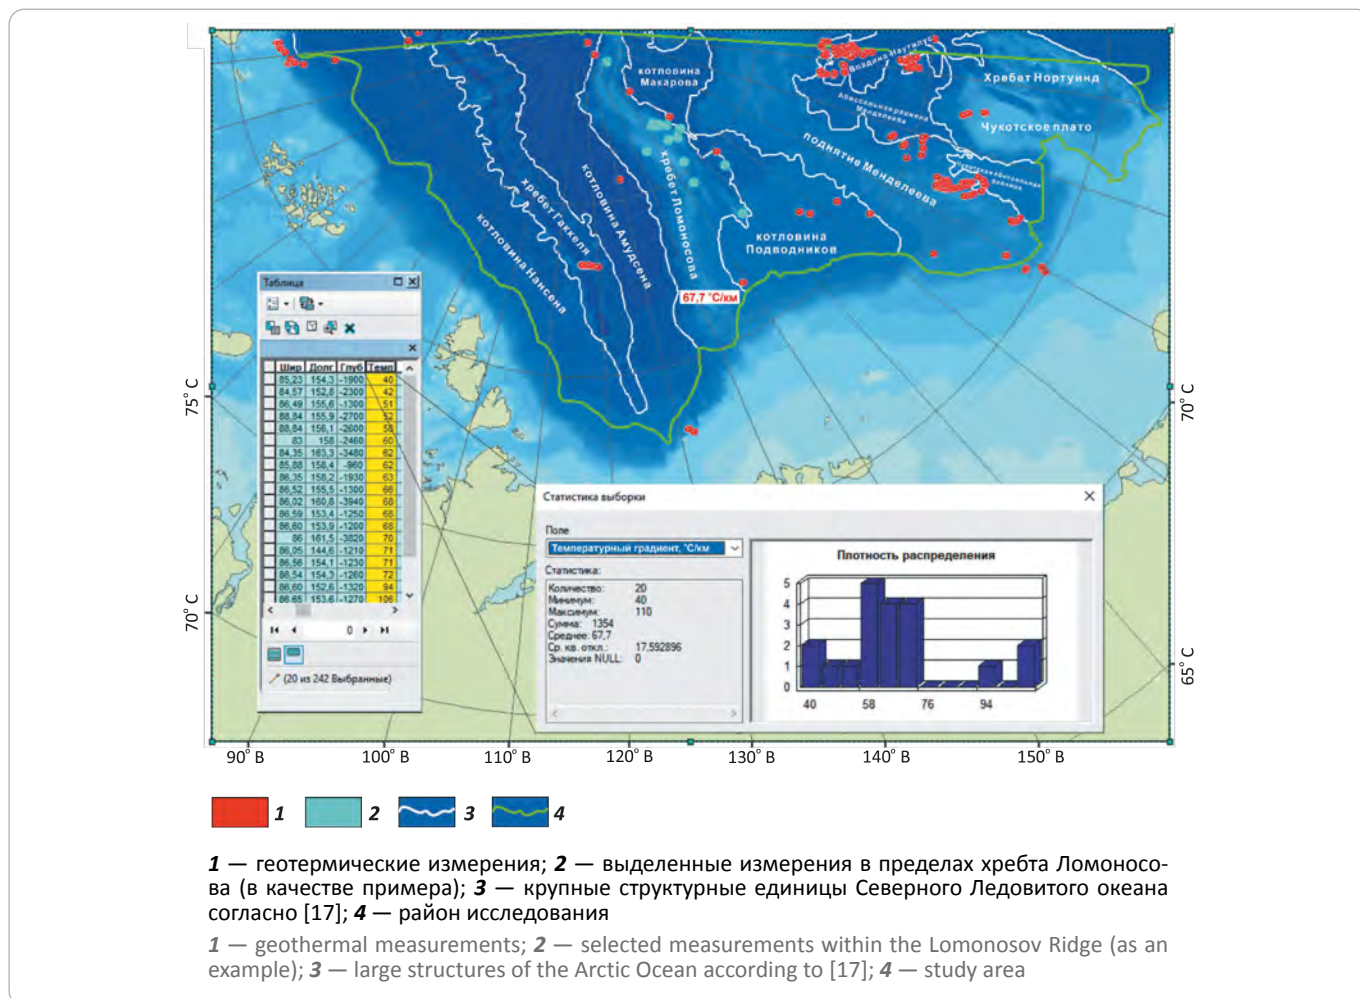 котловина
Макарова
Впадина Наутилус
Хребет Нортуинд
Абиссальная равнина
Менделеева
Чукотское плато
поднятие Менделеева
хребет Ломоносова
котловина Амудсена
хребет Гаккеля
котловина Нансена
котловина
Подводников
67,7 °С/км
Таблица
Шир Долг Глуб Темп
85,23 154,3 -1900 40
84,57 152,8 -2300 42
86,49 155,6 -1300 51
88,84 155,9 -2700 52
88,84 156,1 -2600 58
83 158 -2460 60
84,35 163,3 -3480 62
85,88 158,4 -960 62
86,35 158,2 -1930 63
86,52 155,5 -1300 66
86,02 160,8 -3940 68
86,59 153,4 -1250 68
86,60 153,9 -1200 68
86 161,5 -3820 70
86,05 144,6 -1210 71
86,56 154,1 -1230 71
86,54 154,3 -1260 72
86,60 152,6 -1320 94
86,65 153,6 -1270 106
0
(20 из 242 Выбранные)
Статистика выборки
Поле
Температурный градиент, °С/км
Статистика:
Количество: 20
Минимум: 40
Максимум: 110
Сумма: 1354
Среднее: 67,7
Ср. кв. откл.: 17,592896
Значения NULL: 0
Плотность распределения
5
4
3
2
1
0
40 58 76 94
75° С
70° С
70° С
65° С
90° В 100° В 110° В 120° В 130° В 140° В 150° В
1 2 3 4
1 — геотермические измерения; 2 — выделенные измерения в пределах хребта Ломоносо-
ва (в качестве примера); 3 — крупные структурные единицы Северного Ледовитого океана
согласно [17]; 4 — район исследования
1 — geothermal measurements; 2 — selected measurements within the Lomonosov Ridge (as an
example); 3 — large structures of the Arctic Ocean according to [17]; 4 — study area